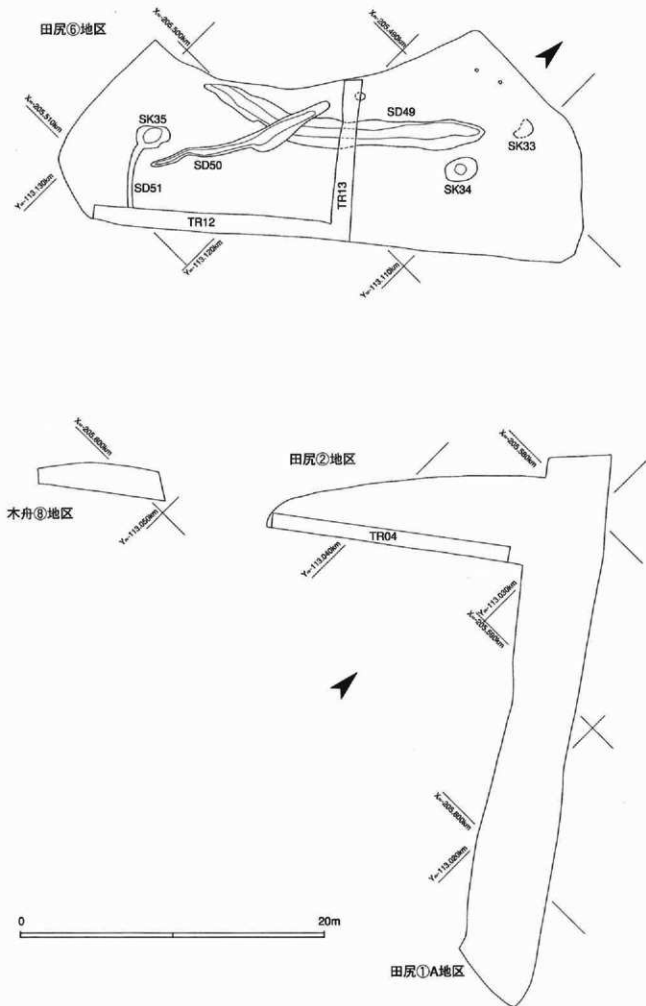 田尻⑥地区
X=-205.500km
X=-205.490km
X=-205.510km
SK35
SD49
SK33
SD50
SK34
Y=-113.130km
SD51
TR13
TR12
Y=-113.120km
Y=-113.110km
X=-205.600km
田尻②地区
X=-205.580km
木舟⑧地区
Y=-113.050km
TR04
Y=-113.040km
Y=-113.030km
X=-205.590km
X=-205.600km
Y=-113.020km
0
20m
田尻①A地区